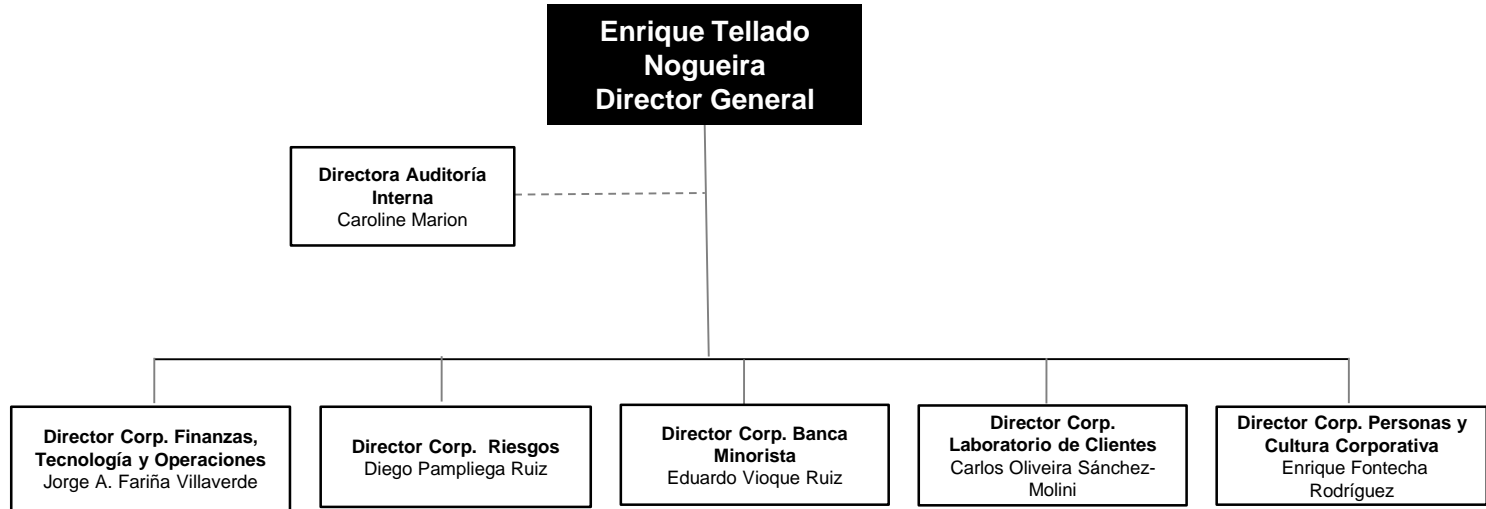 Enrique Tellado
Nogueira
Director General
Directora Auditoría
Interna
Caroline Marion
Director Corp. Finanzas,
Tecnología y Operaciones
Jorge A. Fariña Villaverde
Director Corp. Riesgos
Diego Pampliega Ruiz
Director Corp. Banca
Minorista
Eduardo Vioque Ruiz
Director Corp.
Laboratorio de Clientes
Carlos Oliveira Sánchez-
Molini
Director Corp. Personas y
Cultura Corporativa
Enrique Fontecha
Rodríguez